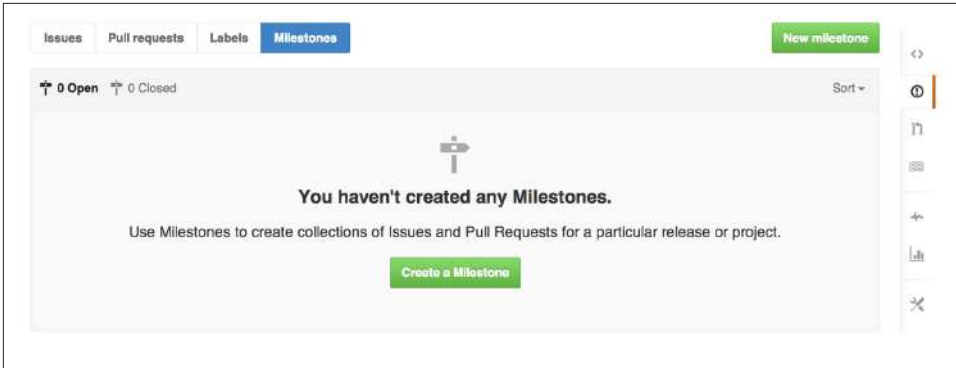 Issues Pull requests Labels Milestones New milestone
0 Open 0 Closed Sort
You haven't created any Milestones.
Use Milestones to create collections of Issues and Pull Requests for a particular release or project.
Create a Milestone